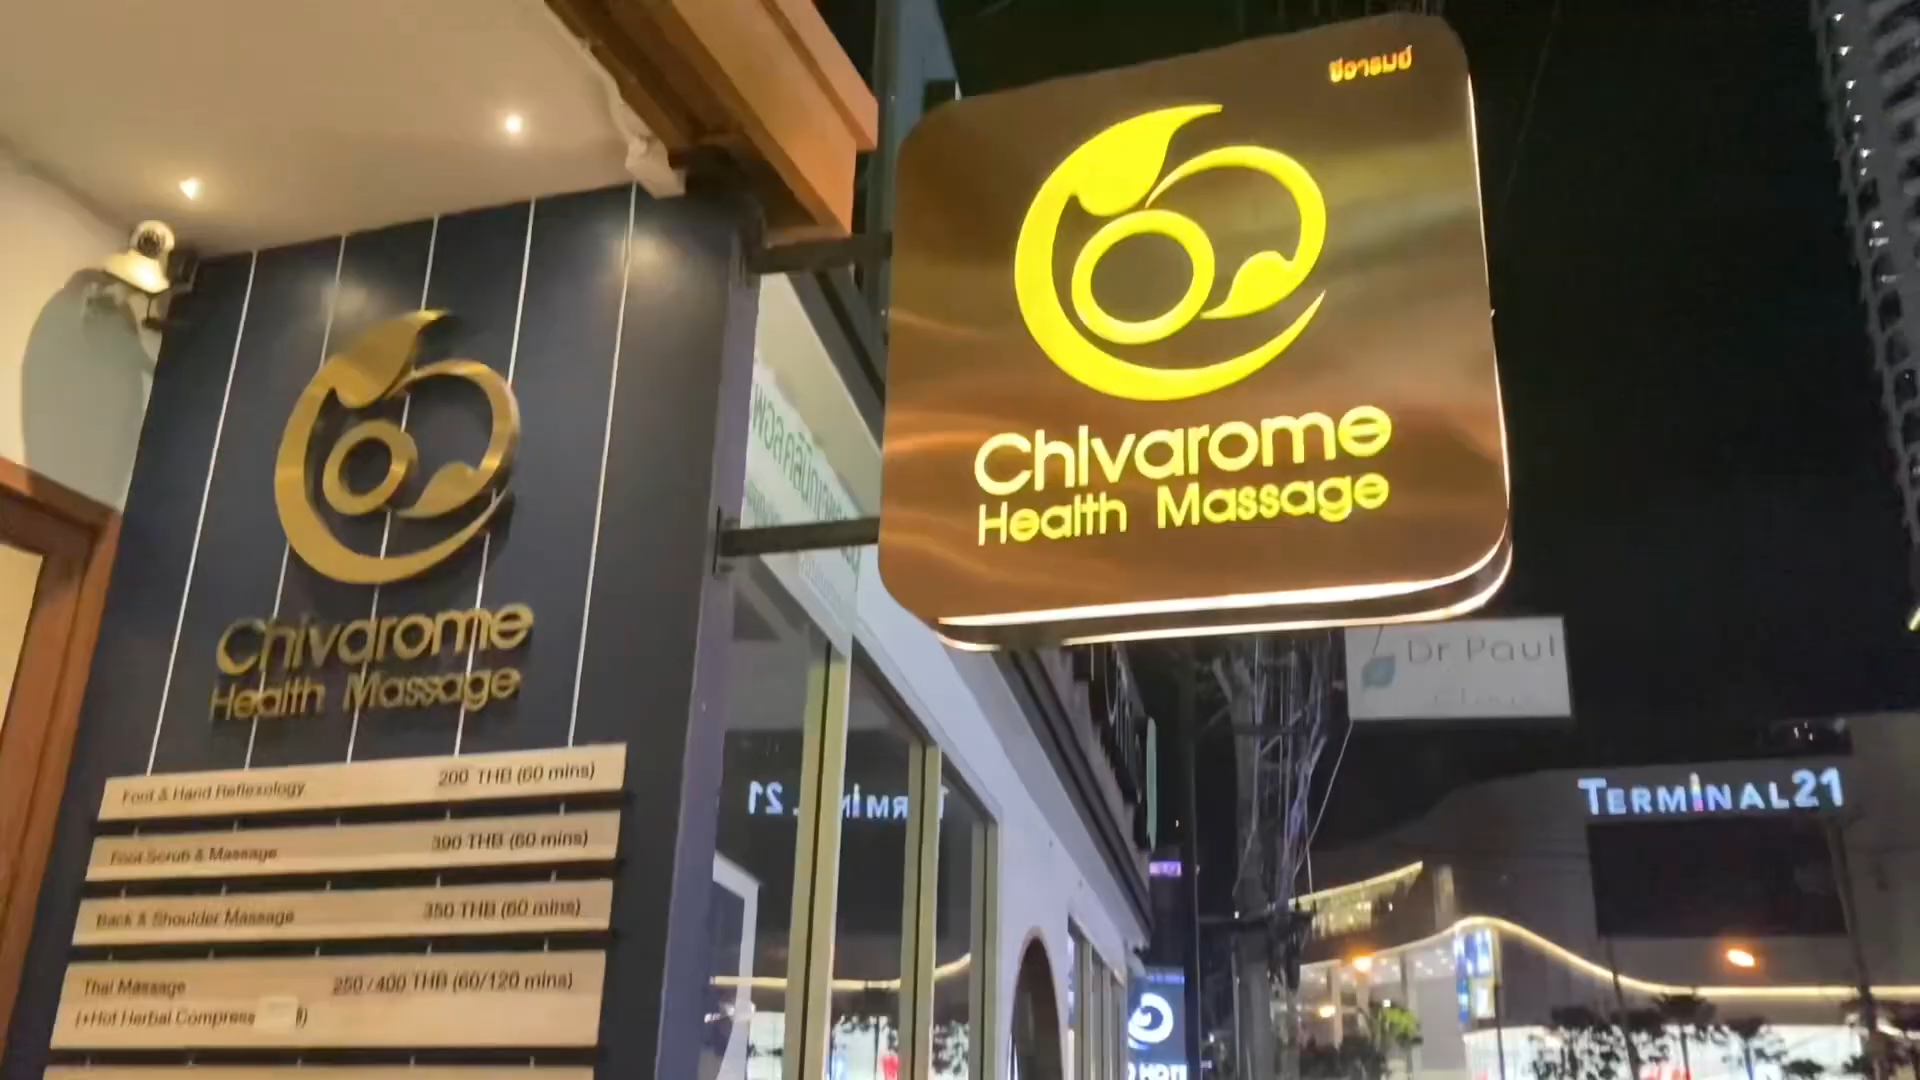 Chivarome
Health Massage
Foot & Hand Reflexology 200 THB (60 mins)
Foot Scrub & Massage 390 THB (60 mins)
Back & Shoulder Massage 350 THB (60 mins)
Thai Massage 250/400 THB (60/120 mins)
(+Hot Herbal Compress
ชีวารมย์
Chivarome
Health Massage
Dr. Paul
Clinic
TERMINAL21